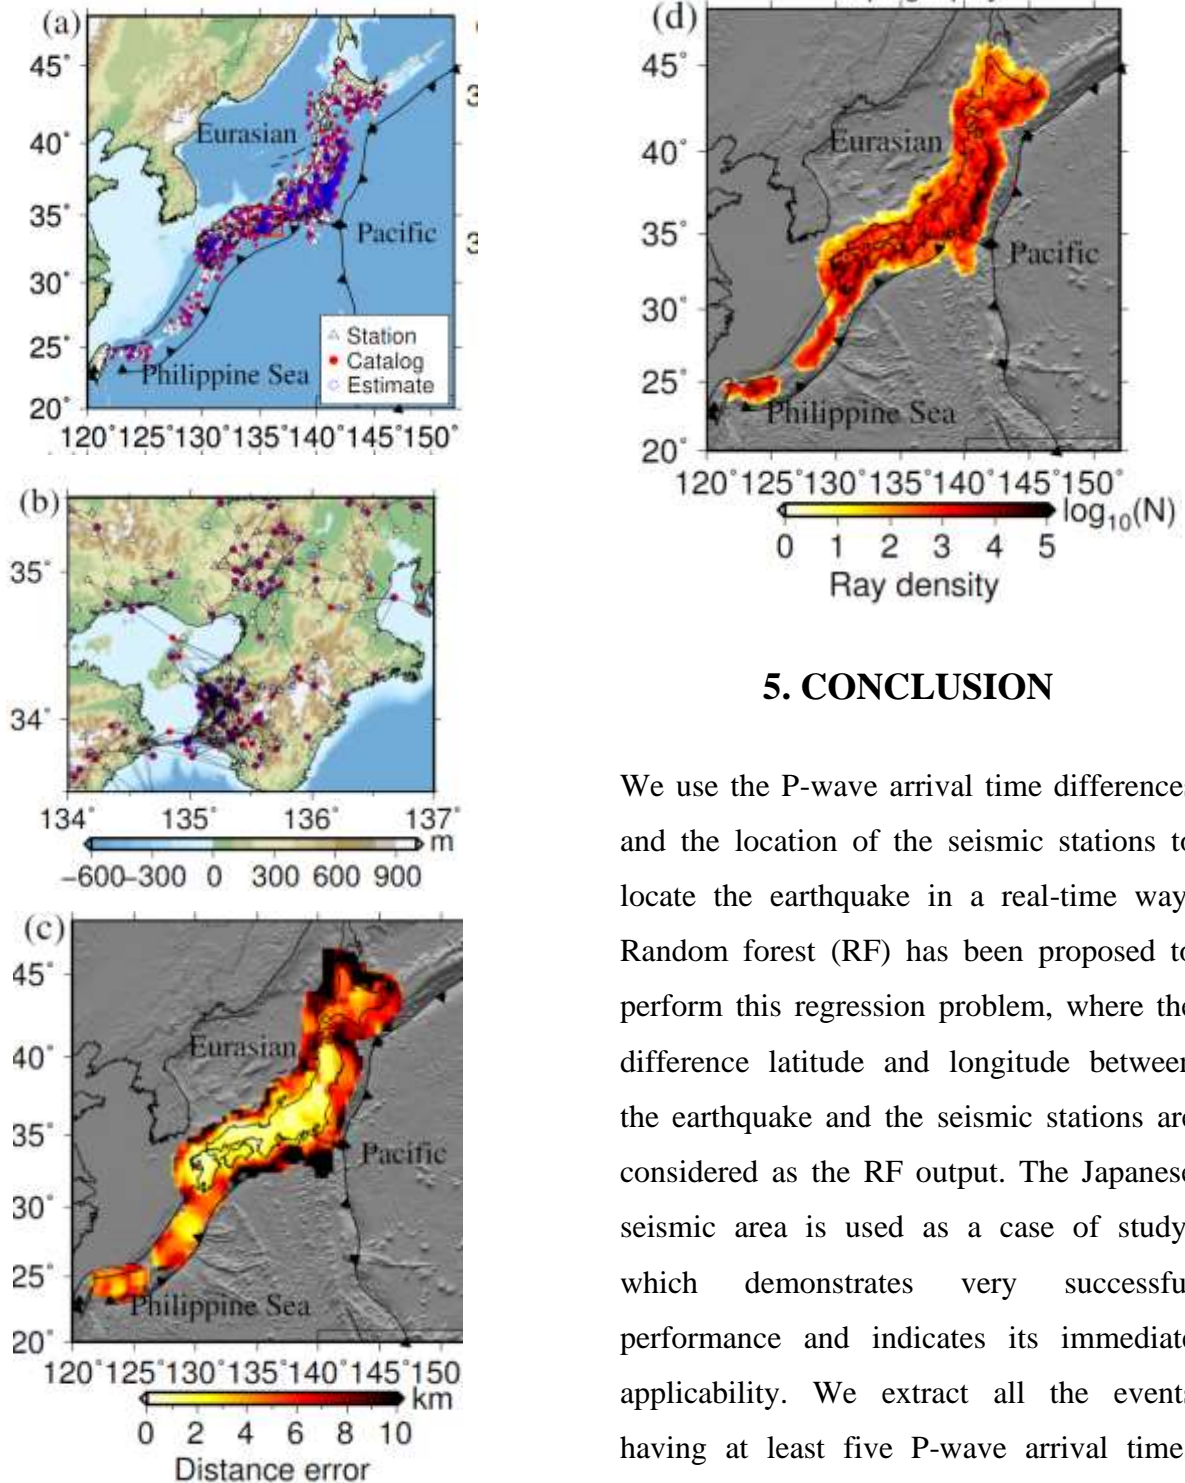 (a)
45°
40°
35°
30°
25°
20°
Eurasian
Pacific
Philippine Sea
Station
Catalog
Estimate
120°125°130°135°140°145°150°
(b)
35°
34°
134° 135° 136° 137°
m
−600−300 0 300 600 900
(c)
45°
40°
35°
30°
25°
20°
Eurasian
Pacific
Philippine Sea
120°125°130°135°140°145°150
km
0 2 4 6 8 10
Distance error
(d)
45°
40°
35°
30°
25°
20°
Eurasian
Pacific
Philippine Sea
120°125°130°135°140°145°150°
log10(N)
0 1 2 3 4 5
Ray density
5. CONCLUSION
We use the P-wave arrival time differences
and the location of the seismic stations to
locate the earthquake in a real-time way.
Random forest (RF) has been proposed to
perform this regression problem, where the
difference latitude and longitude between
the earthquake and the seismic stations are
considered as the RF output. The Japanese
seismic area is used as a case of study,
which demonstrates very successful
performance and indicates its immediate
applicability. We extract all the events
having at least five P-wave arrival time